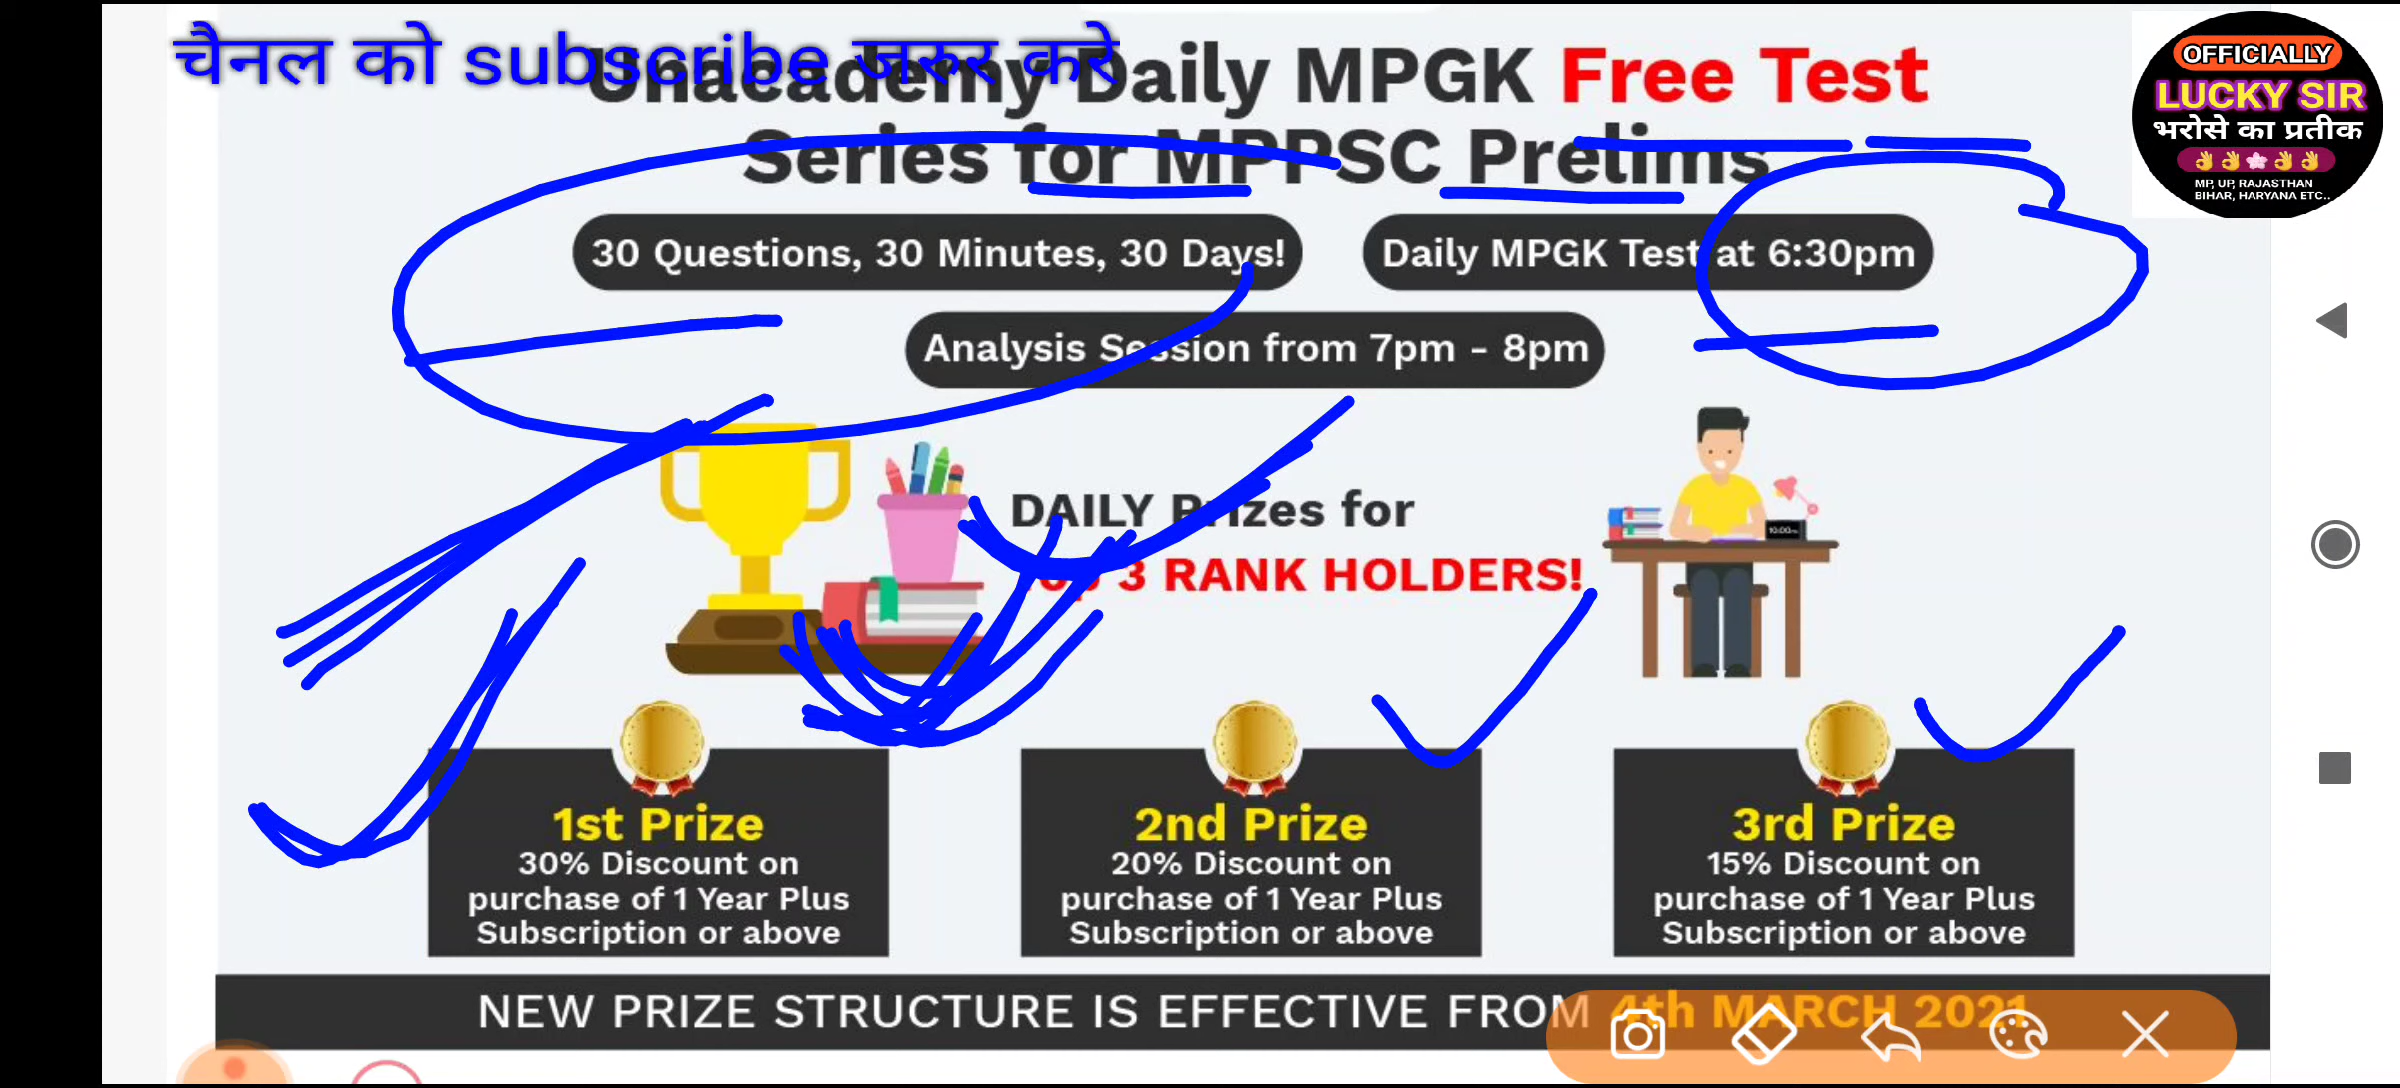 चैनल को subscribe जरुर करे
Unacademy Daily MPGK Free Test
Series for MPPSC Prelims
OFFICIALLY
LUCKY SIR
भरोसे का प्रतीक
MP, UP, RAJASTHAN
BIHAR, HARYANA ETC..
30 Questions, 30 Minutes, 30 Days!
Daily MPGK Test at 6:30pm
Analysis Session from 7pm - 8pm
DAILY Prizes for
Top 3 RANK HOLDERS!
10:00
1st Prize
30% Discount on
purchase of 1 Year Plus
Subscription or above
2nd Prize
20% Discount on
purchase of 1 Year Plus
Subscription or above
3rd Prize
15% Discount on
purchase of 1 Year Plus
Subscription or above
NEW PRIZE STRUCTURE IS EFFECTIVE FROM 4th MARCH 2021